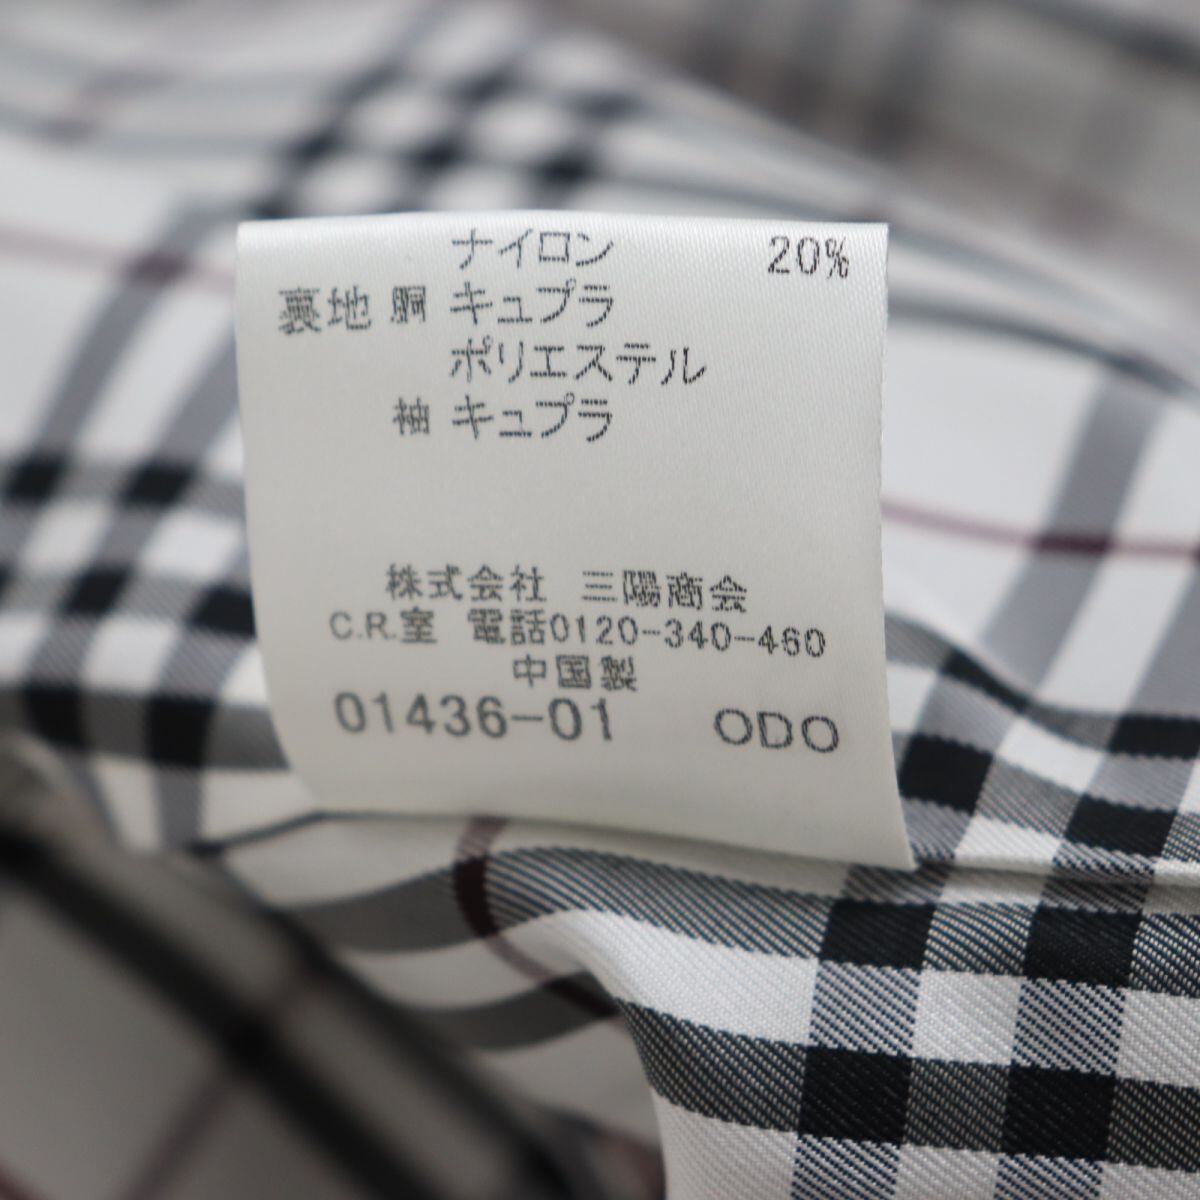 ナイロン 20%
裏地 胴 キュプラ
ポリエステル
袖 キュプラ
株式会社 三陽商会
C.R.室 電話0120-340-460
中国製
01436-01 ODO